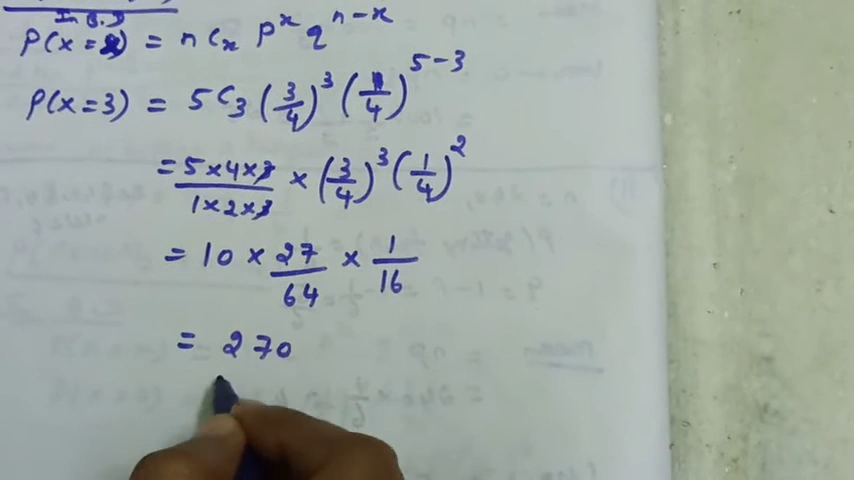 In B.D
P(x=x) = nCx p^x q^n-x
P(x=3) = 5C3 (3/4)^3 (1/4)^5-3
= 5×4×3/1×2×3 × (3/4)^3 (1/4)^2
= 10 × 27/64 × 1/16
= 270